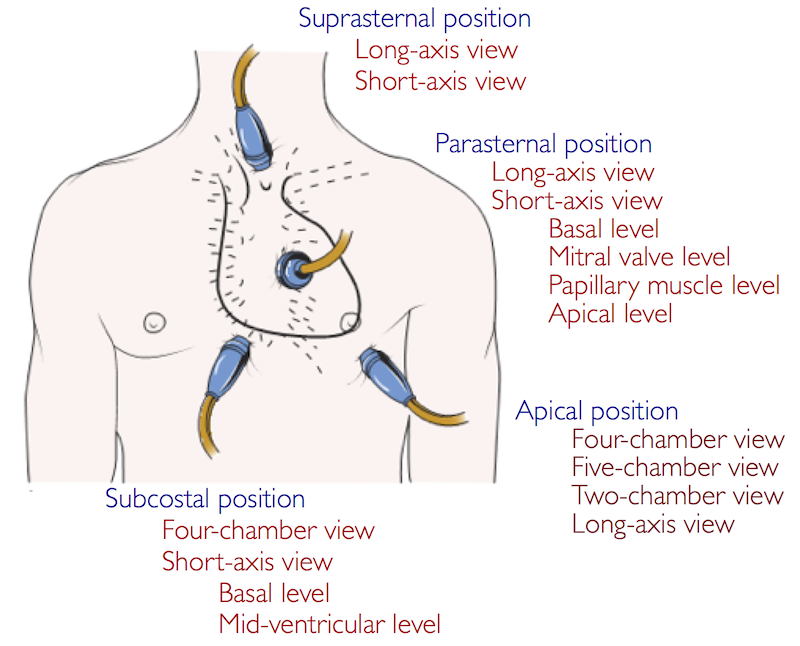 Suprasternal position
Long-axis view
Short-axis view
Parasternal position
Long-axis view
Short-axis view
Basal level
Mitral valve level
Papillary muscle level
Apical level
Apical position
Four-chamber view
Five-chamber view
Two-chamber view
Long-axis view
Subcostal position
Four-chamber view
Short-axis view
Basal level
Mid-ventricular level